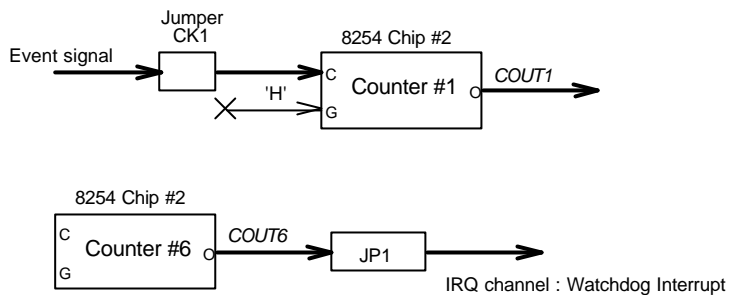 Jumper
CK1
8254 Chip #2
Event signal
C
Counter #1
O
COUT1
'H'
G
8254 Chip #2
C
Counter #6
O
COUT6
JP1
G
IRQ channel : Watchdog Interrupt